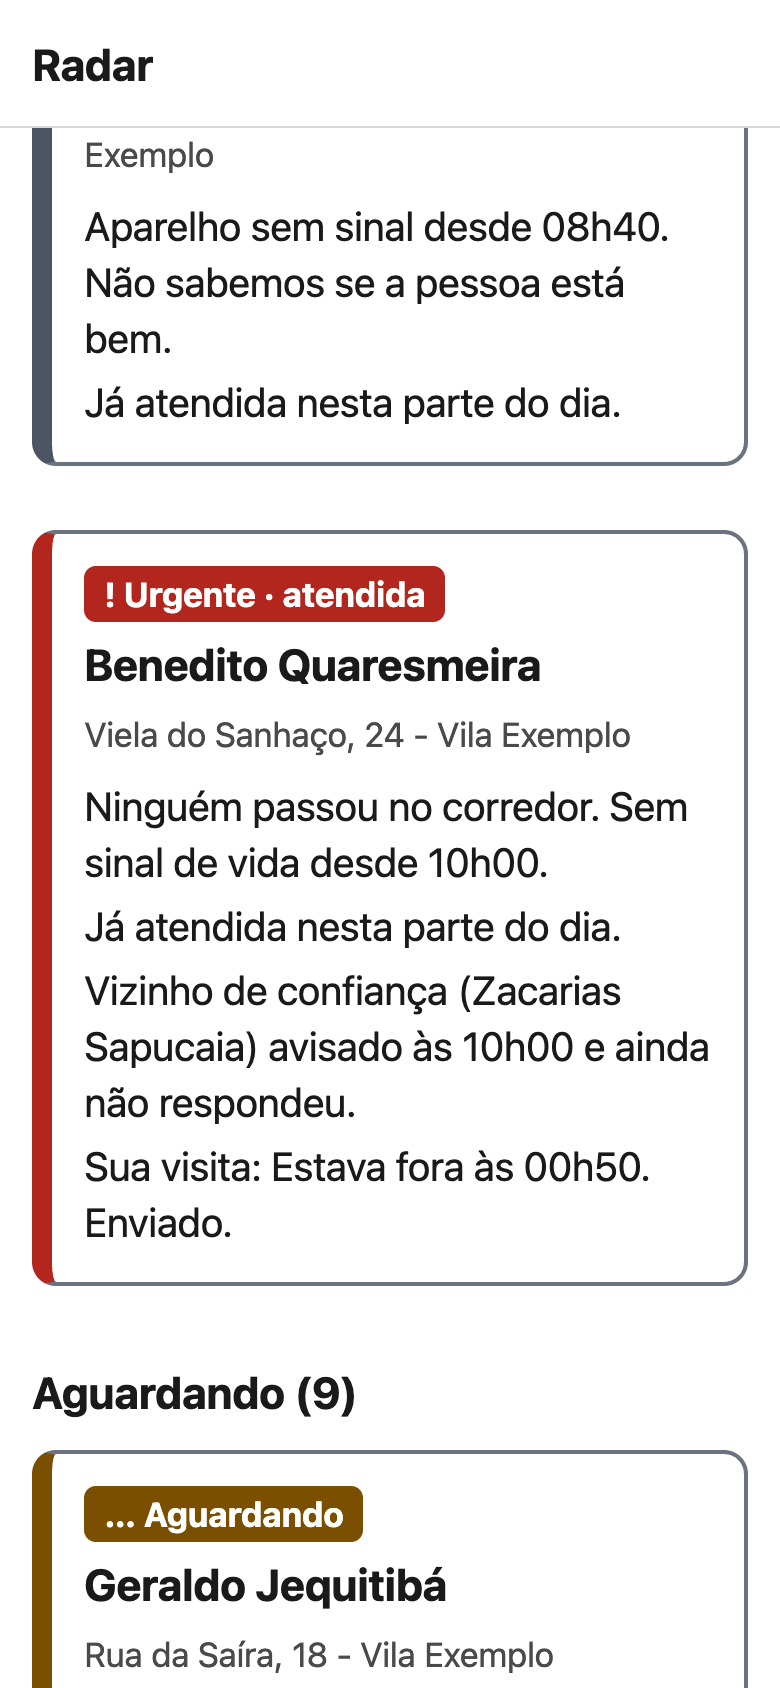 Radar
Exemplo
Aparelho sem sinal desde 08h40.
Não sabemos se a pessoa está
bem.
Já atendida nesta parte do dia.
! Urgente · atendida
Benedito Quaresmeira
Viela do Sanhaço, 24 - Vila Exemplo
Ninguém passou no corredor. Sem
sinal de vida desde 10h00.
Já atendida nesta parte do dia.
Vizinho de confiança (Zacarias
Sapucaia) avisado às 10h00 e ainda
não respondeu.
Sua visita: Estava fora às 00h50.
Enviado.
Aguardando (9)
... Aguardando
Geraldo Jequitibá
Rua da Saíra, 18 - Vila Exemplo